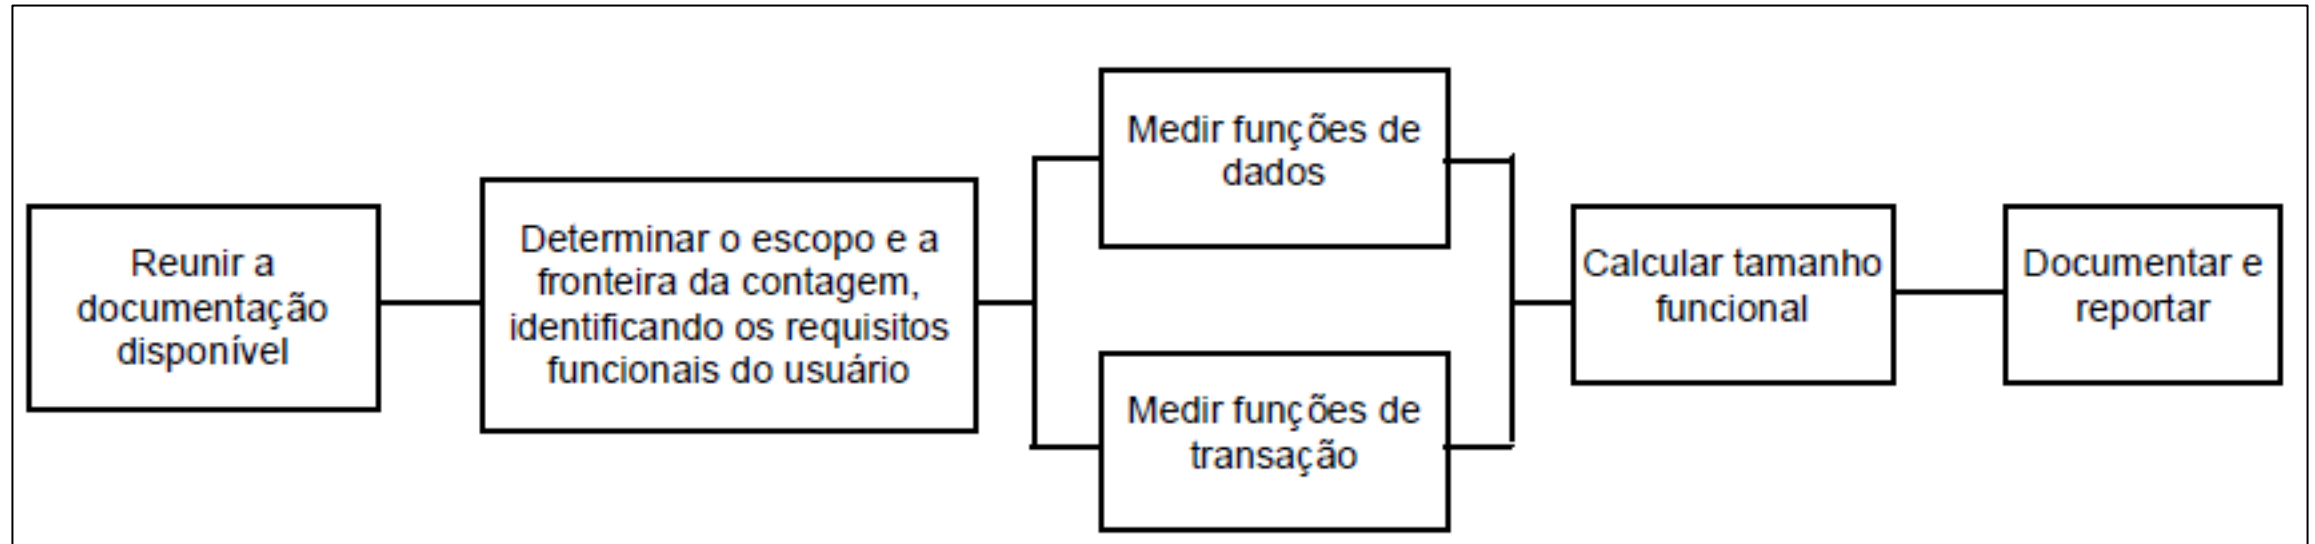 Reunir a
documentação
disponível
Determinar o escopo e a
fronteira da contagem,
identificando os requisitos
funcionais do usuário
Medir funções de
dados
Medir funções de
transação
Calcular tamanho
funcional
Documentar e
reportar